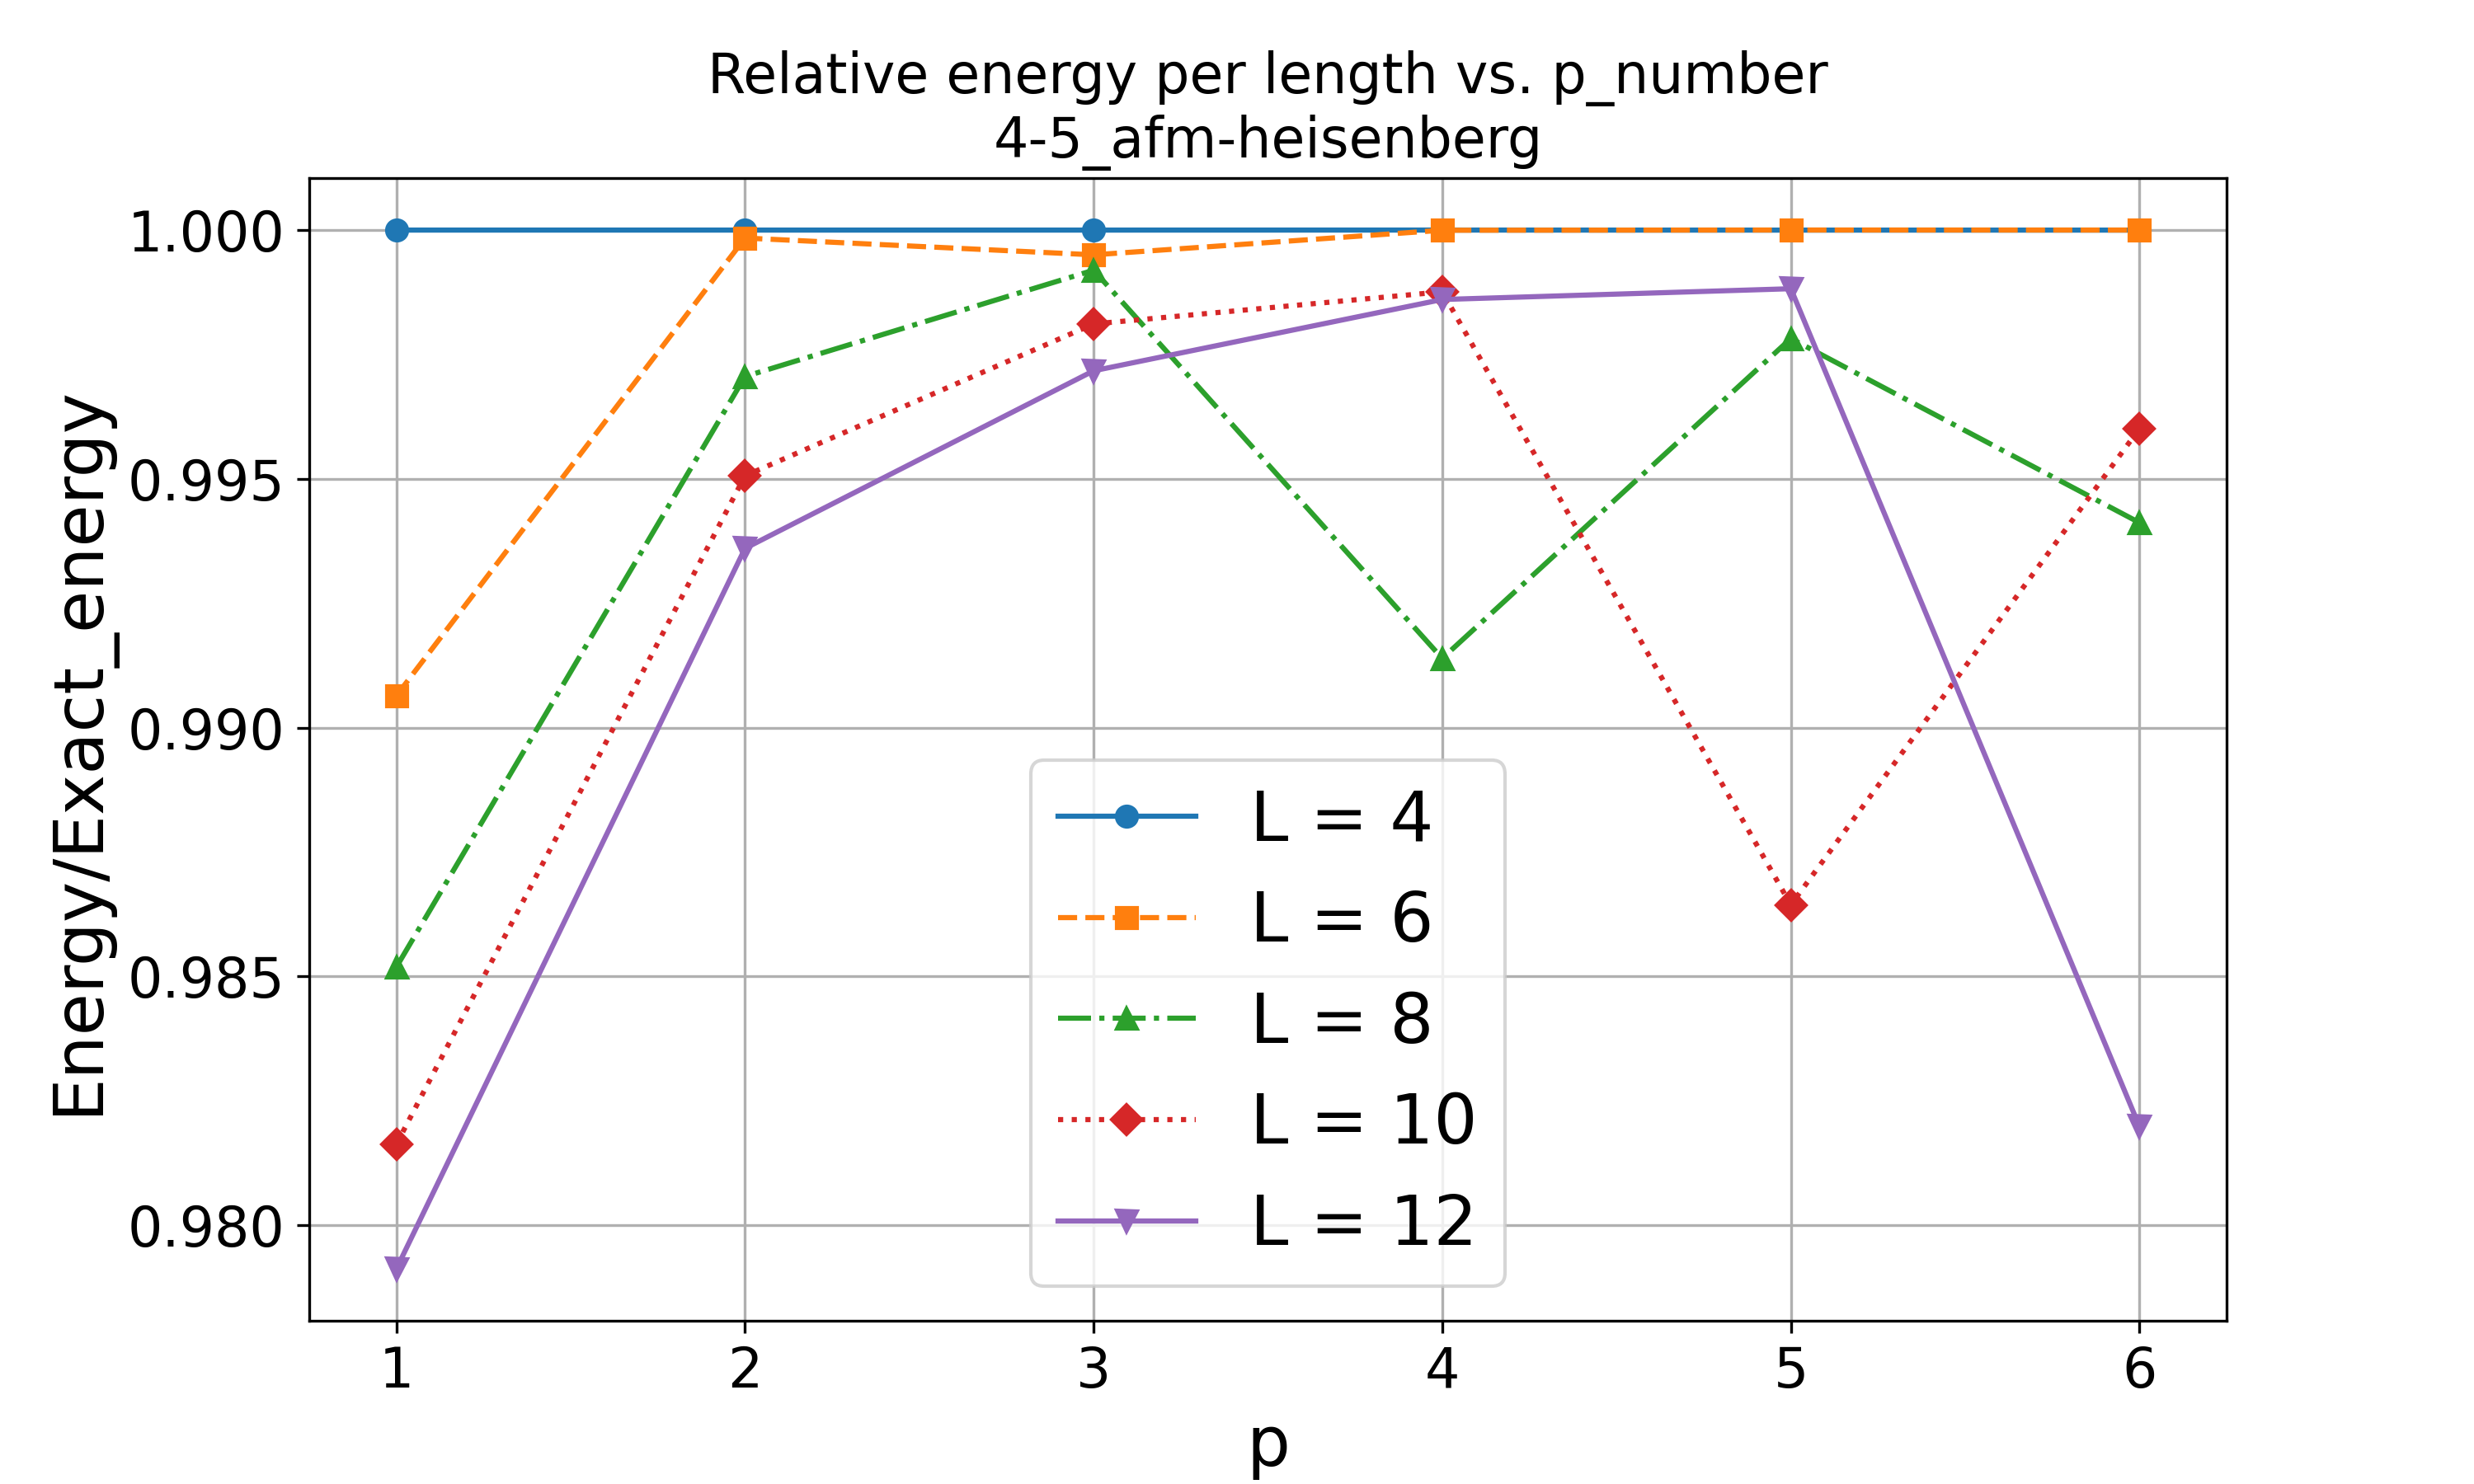 Relative energy per length vs. p_number
4-5_afm-heisenberg
Energy/Exact_energy
1.000
0.995
0.990
0.985
0.980
L = 4
L = 6
L = 8
L = 10
L = 12
1 2 3 4 5 6
p